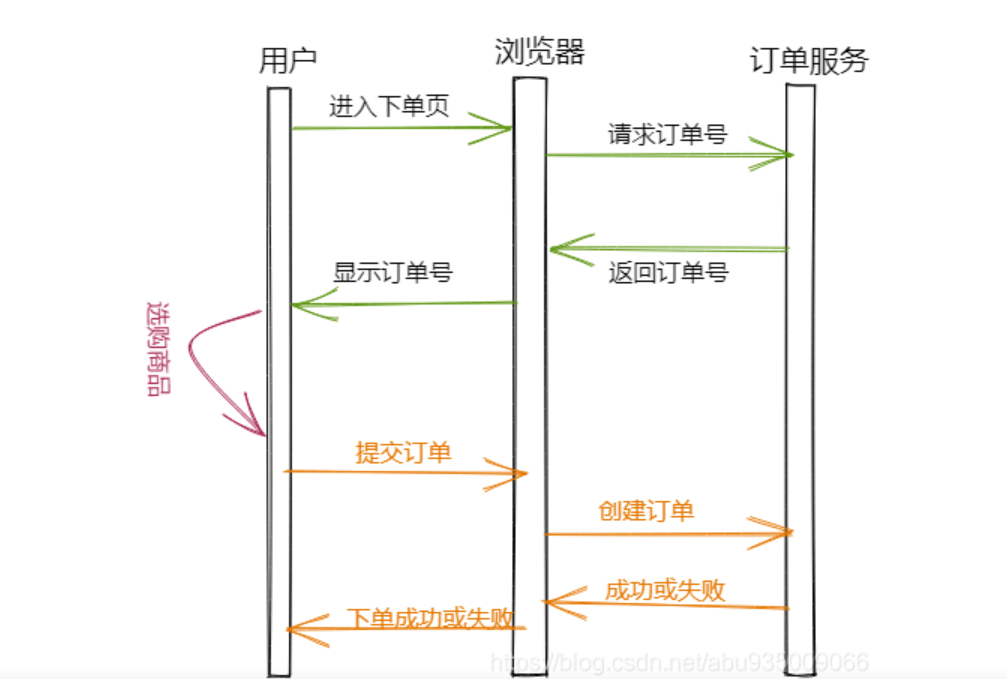 用户
浏览器
订单服务
进入下单页
请求订单号
返回订单号
显示订单号
选购商品
提交订单
创建订单
成功或失败
下单成功或失败
https://blog.csdn.net/abu935009066